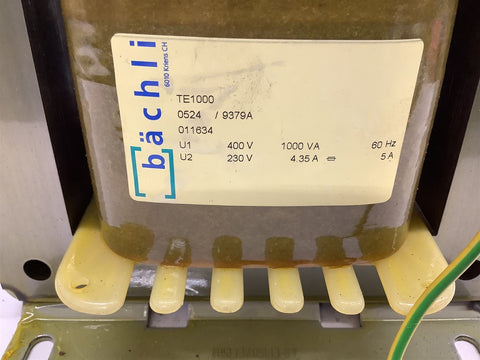 bächli
6010 Kriens CH
TE1000
0524 / 9379A
011634
U1 400 V 1000 VA 60 Hz
U2 230 V 4.35 A 5 A